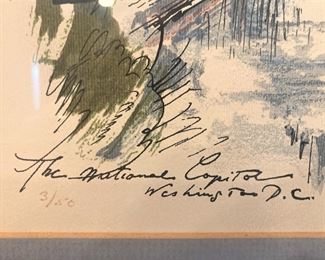 The National Capitol
Washington D.C.
3/50